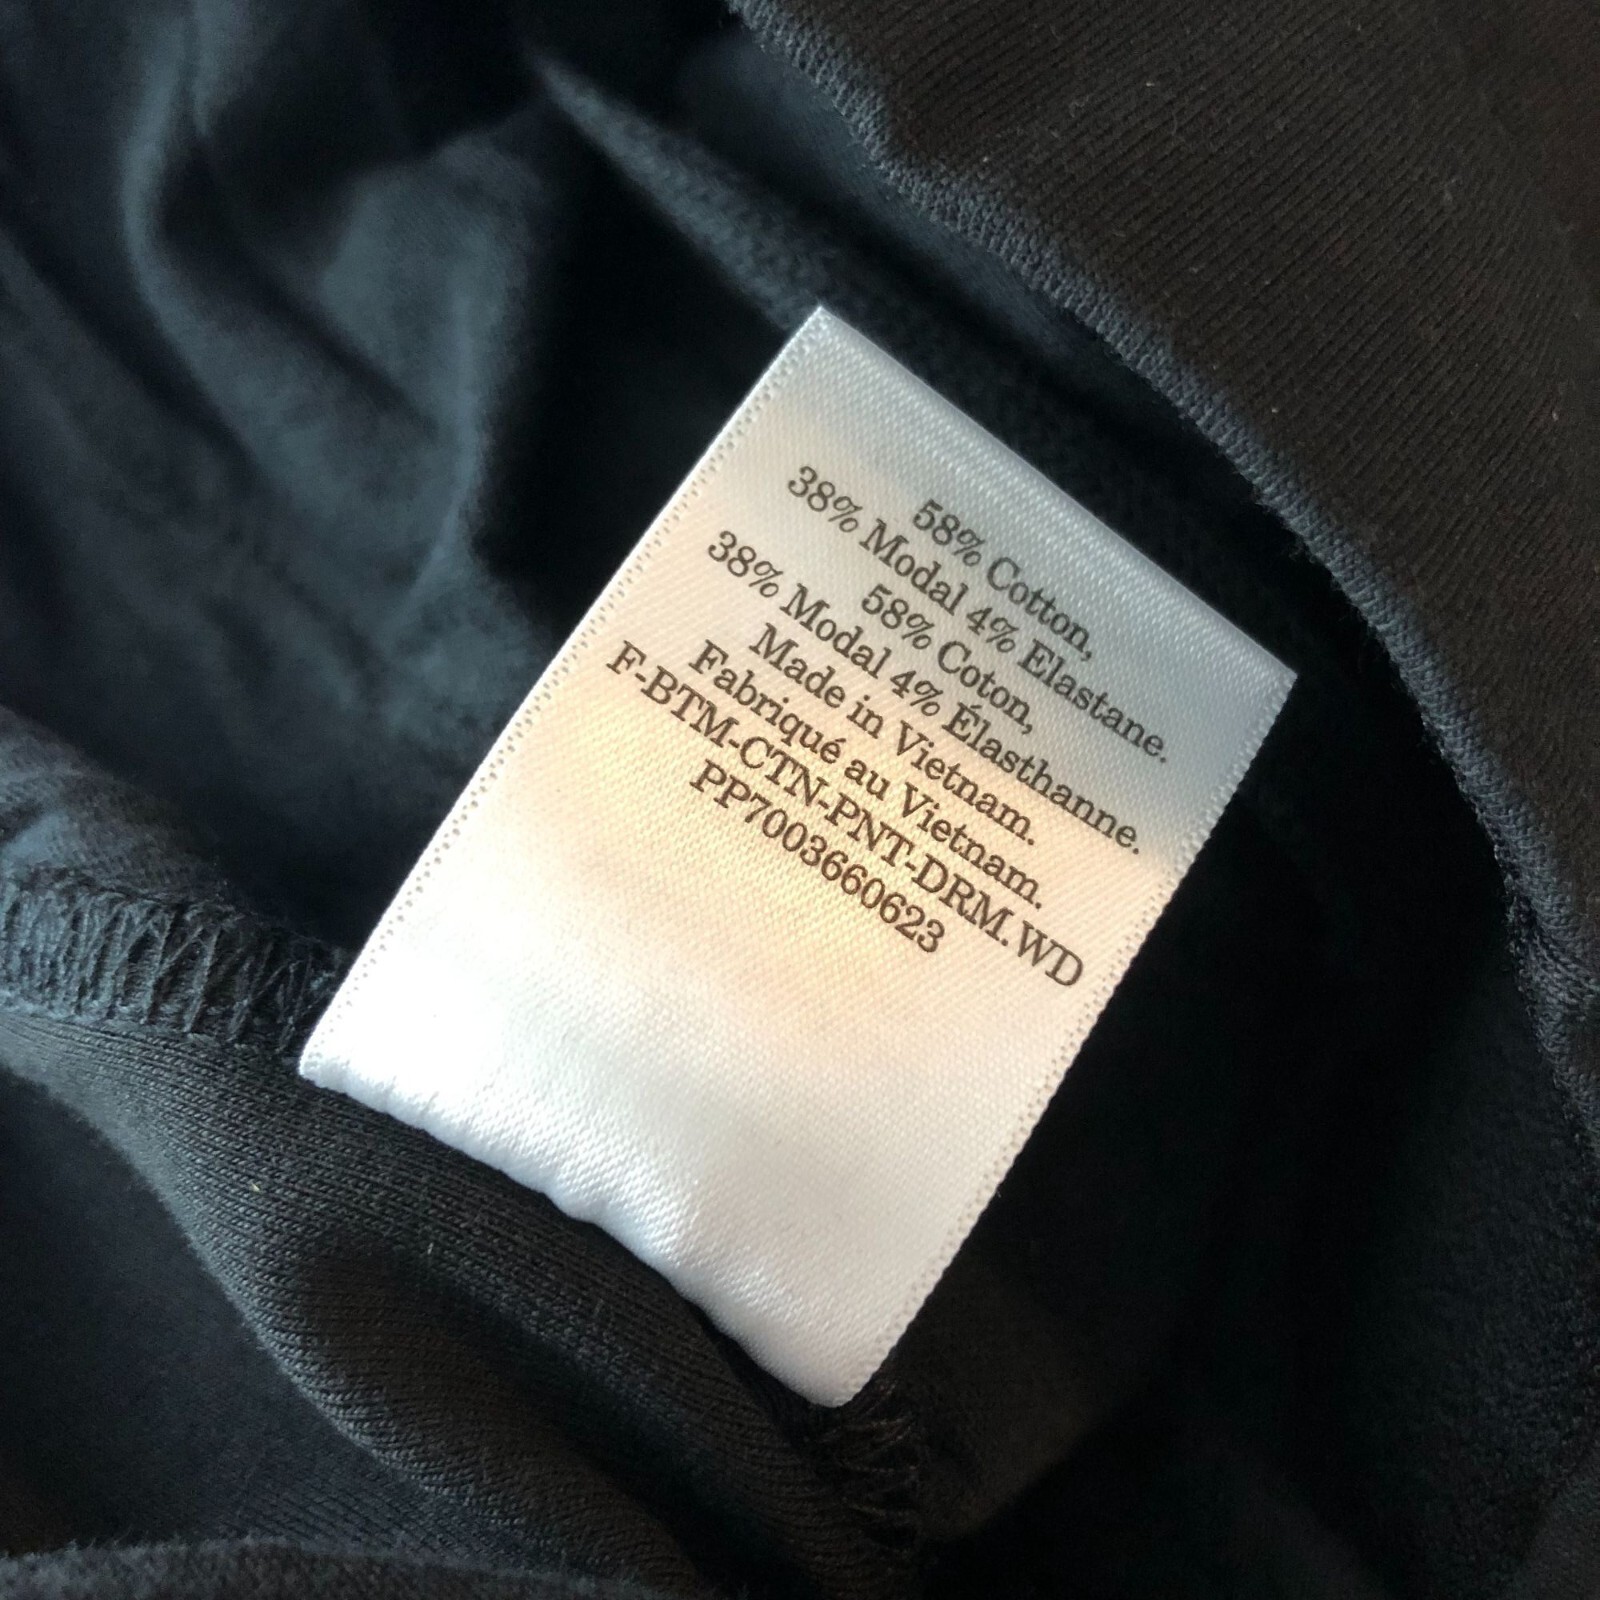 58% Cotton,
38% Modal 4% Elastane.
58% Coton,
38% Modal 4% Élasthanne.
Made in Vietnam.
Fabriqué au Vietnam.
F-BTM-CTN-PNT-DRM.WD
PP7003660623